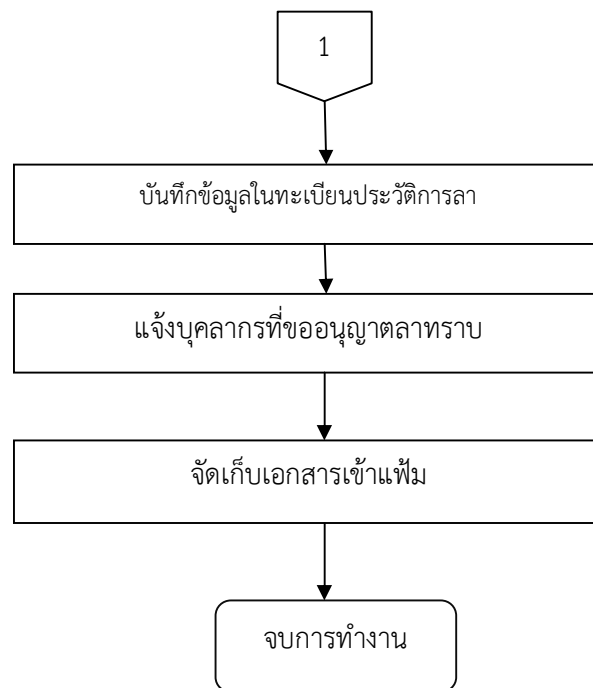 1
บันทึกข้อมูลในทะเบียนประวัติการลา
แจ้งบุคลากรที่ขออนุญาตลาทราบ
จัดเก็บเอกสารเข้าแฟ้ม
จบการทำงาน